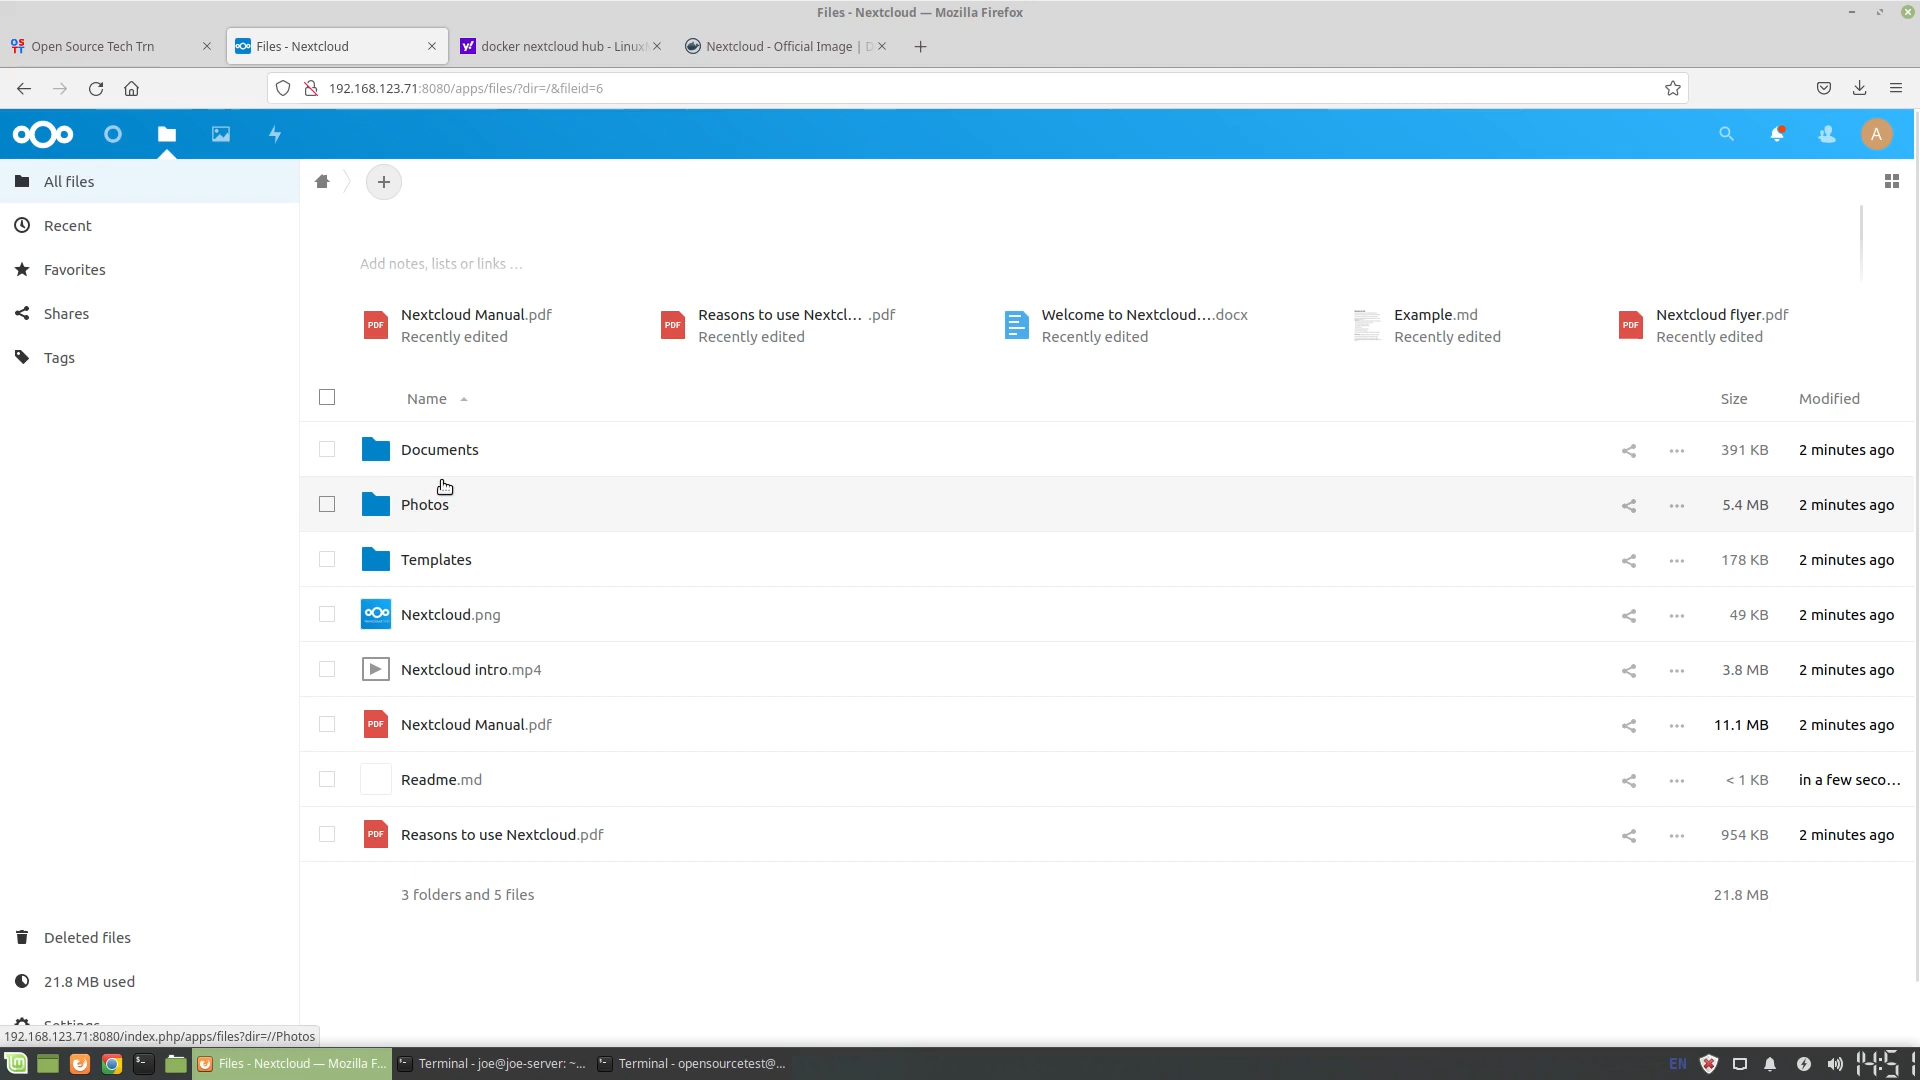 Files - Nextcloud — Mozilla Firefox
Open Source Tech Trn
Files - Nextcloud
docker nextcloud hub - Linux
Nextcloud - Official Image |
192.168.123.71:8080/apps/files/?dir=/&fileid=6
A
All files
Recent
Favorites
Shares
Tags
Add notes, lists or links ...
PDF Nextcloud Manual.pdf
Recently edited
PDF Reasons to use Nextcl... .pdf
Recently edited
Welcome to Nextcloud....docx
Recently edited
Example.md
Recently edited
PDF Nextcloud flyer.pdf
Recently edited
Name Size Modified
Documents 391 KB 2 minutes ago
Photos 5.4 MB 2 minutes ago
Templates 178 KB 2 minutes ago
Nextcloud.png 49 KB 2 minutes ago
Nextcloud intro.mp4 3.8 MB 2 minutes ago
PDF Nextcloud Manual.pdf 11.1 MB 2 minutes ago
Readme.md < 1 KB in a few seco...
PDF Reasons to use Nextcloud.pdf 954 KB 2 minutes ago
3 folders and 5 files 21.8 MB
Deleted files
21.8 MB used
Settings
192.168.123.71:8080/index.php/apps/files?dir=//Photos
Files - Nextcloud — Mozilla F...
Terminal - joe@joe-server: ~...
Terminal - opensourcetest@...
EN
14:51